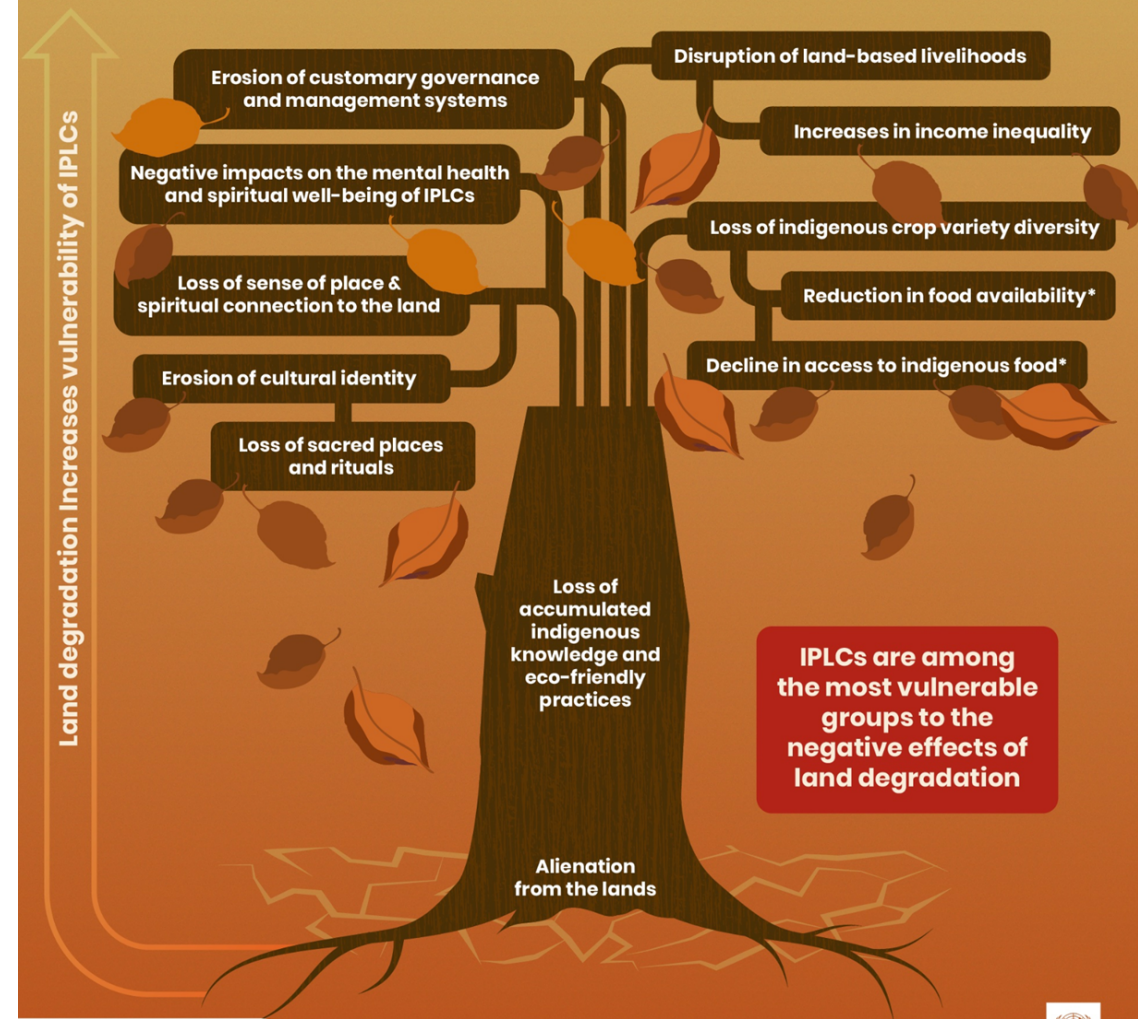 Land degradation Increases vulnerability of IPLCs
Erosion of customary governance
and management systems
Negative impacts on the mental health
and spiritual well-being of IPLCs
Loss of sense of place &
spiritual connection to the land
Erosion of cultural identity
Loss of sacred places
and rituals
Disruption of land-based livelihoods
Increases in income inequality
Loss of indigenous crop variety diversity
Reduction in food availability*
Decline in access to indigenous food*
Loss of
accumulated
indigenous
knowledge and
eco-friendly
practices
Alienation
from the lands
IPLCs are among
the most vulnerable
groups to the
negative effects of
land degradation